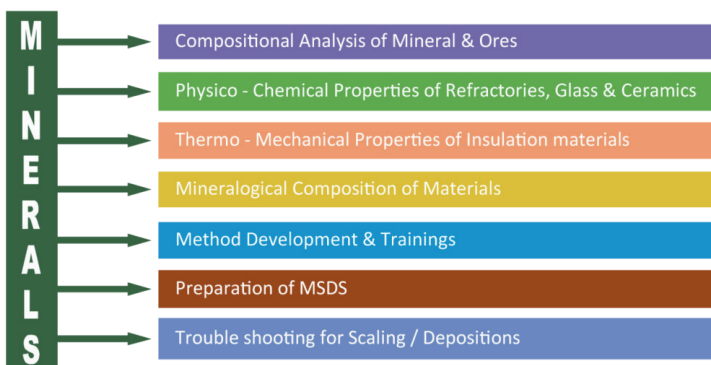 MINERALS
Compositional Analysis of Mineral & Ores
Physico - Chemical Properties of Refractories, Glass & Ceramics
Thermo - Mechanical Properties of Insulation materials
Mineralogical Composition of Materials
Method Development & Trainings
Preparation of MSDS
Trouble shooting for Scaling / Depositions